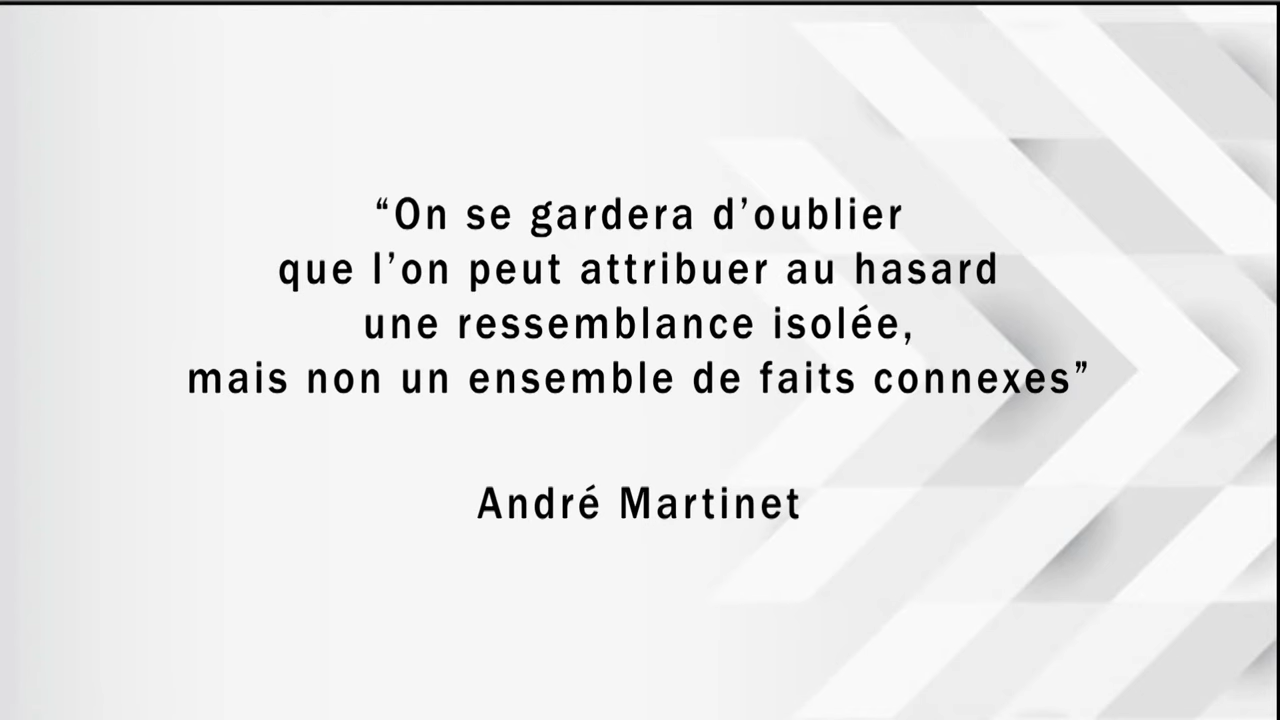 “On se gardera d’oublier
que l’on peut attribuer au hasard
une ressemblance isolée,
mais non un ensemble de faits connexes”
André Martinet